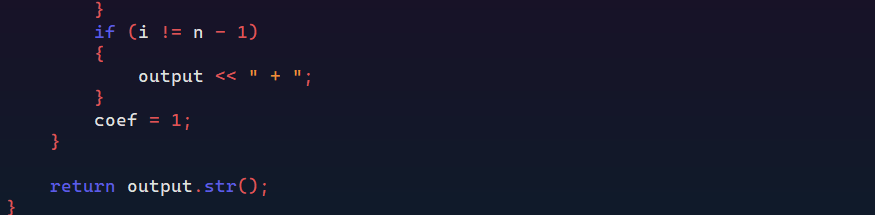 }
if (i != n - 1)
{
output << " + ";
}
coef = 1;
}
return output.str();
}